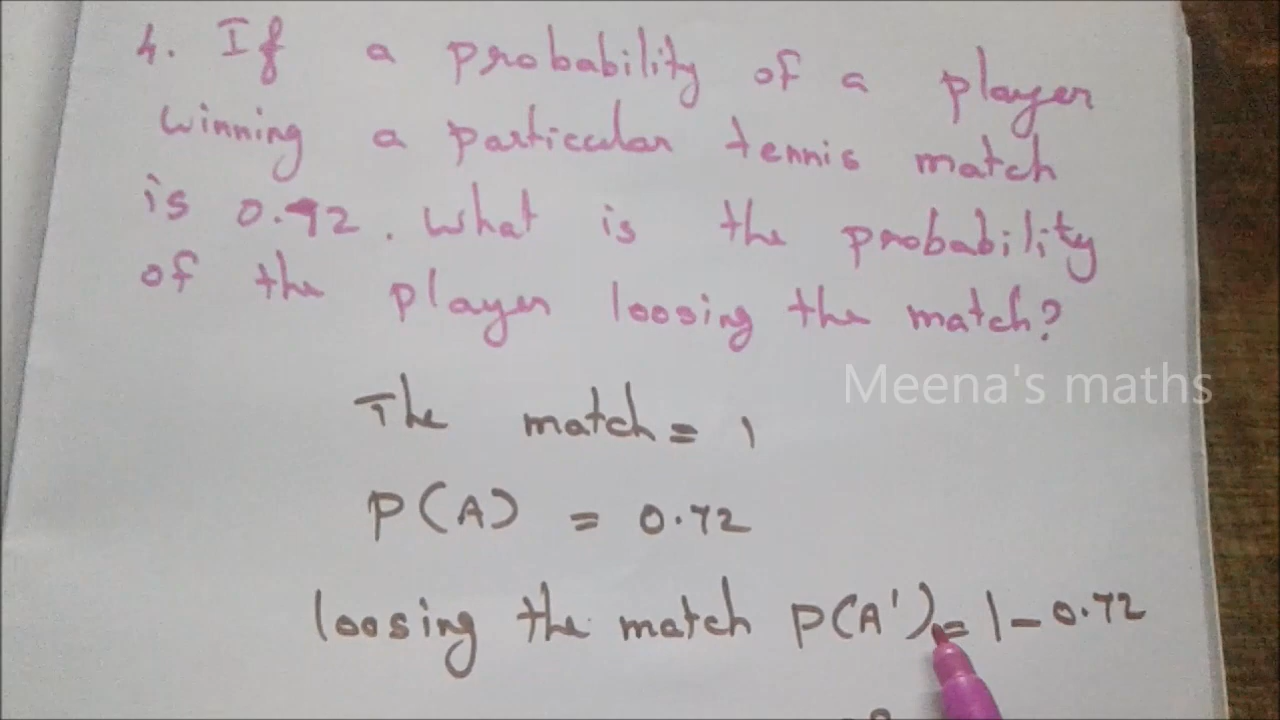 4. If a probability of a player
winning a particular tennis match
is 0.72. What is the probability
of the player loosing the match?
Meena's maths
The match = 1
P(A) = 0.72
loosing the match P(A') = 1 - 0.72